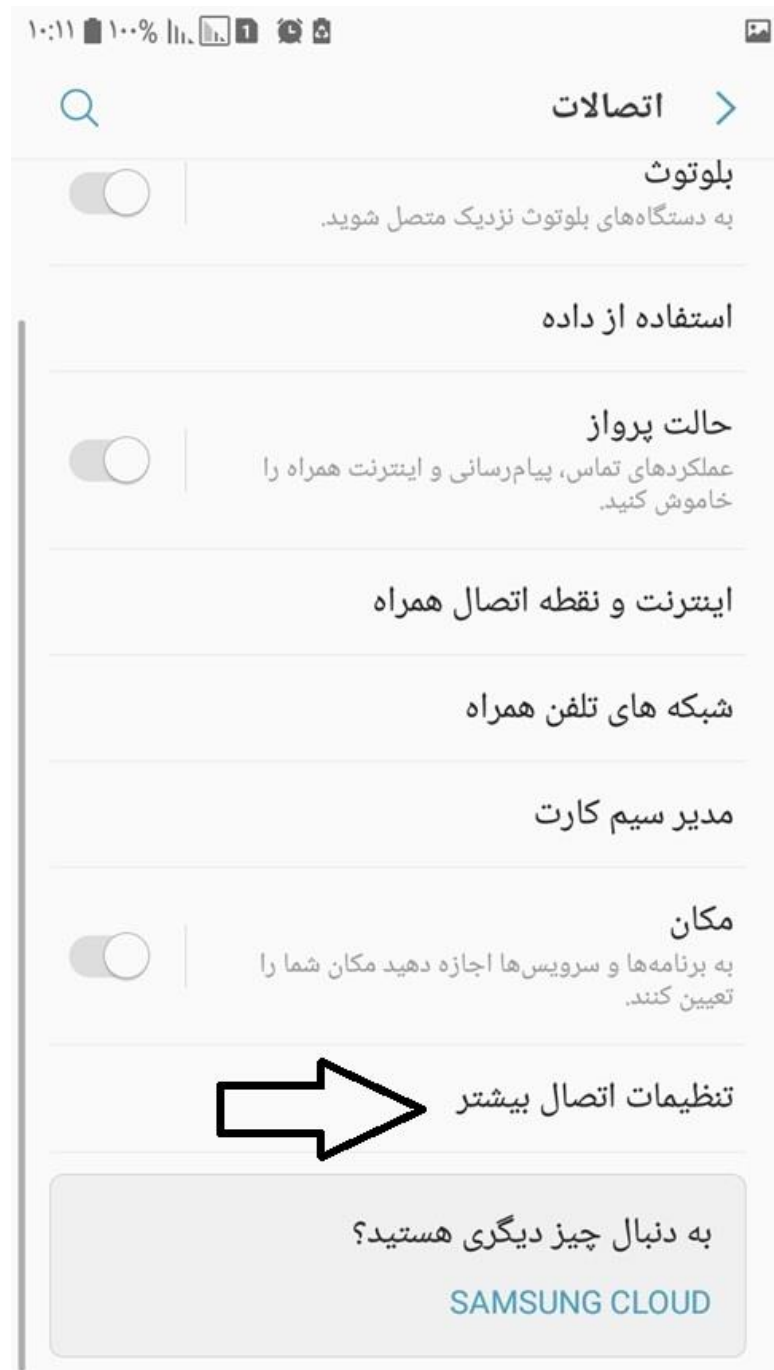 ۱۰:۱۱ ۱۰۰% 1
اتصالات
بلوتوث
به دستگاه‌های بلوتوث نزدیک متصل شوید.
استفاده از داده
حالت پرواز
عملکردهای تماس، پیام‌رسانی و اینترنت همراه را
خاموش کنید.
اینترنت و نقطه اتصال همراه
شبکه های تلفن همراه
مدیر سیم کارت
مکان
به برنامه‌ها و سرویس‌ها اجازه دهید مکان شما را
تعیین کنند.
تنظیمات اتصال بیشتر
به دنبال چیز دیگری هستید؟
SAMSUNG CLOUD